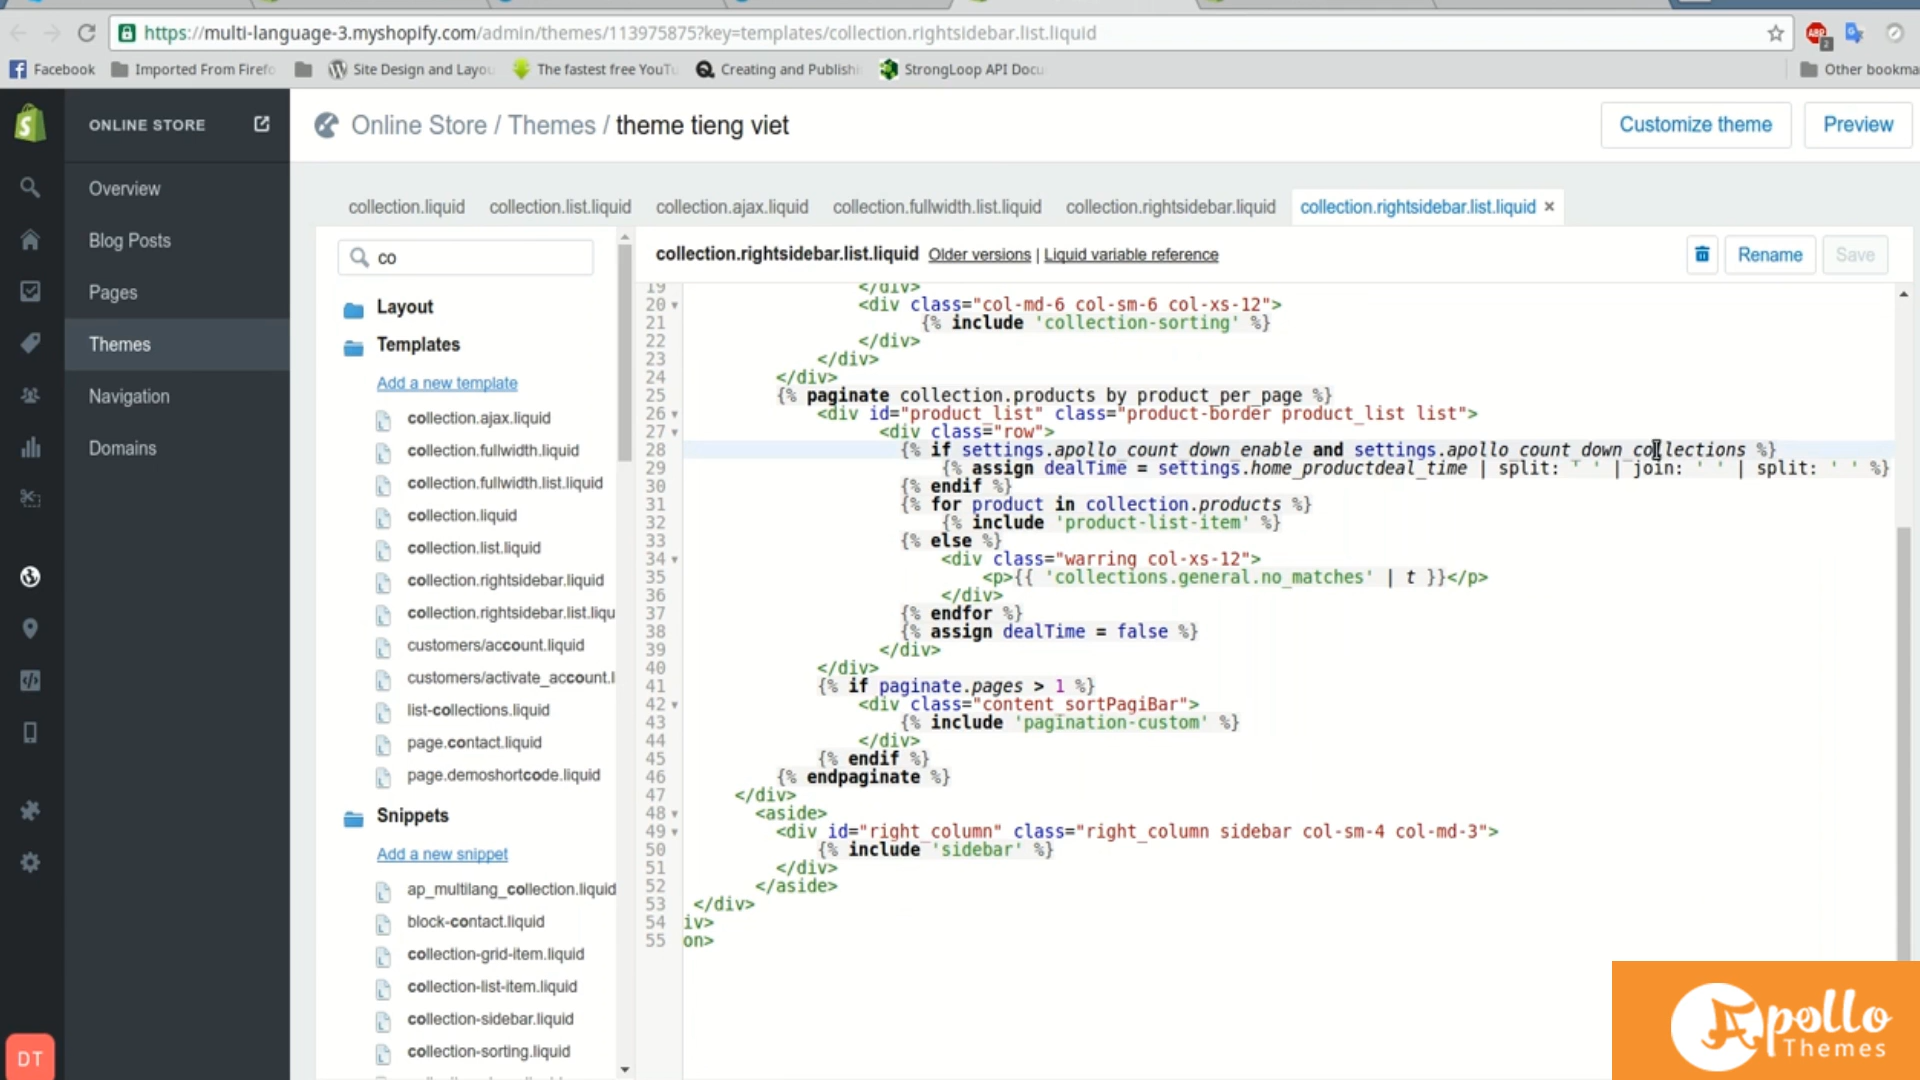 https://multi-language-3.myshopify.com/admin/themes/113975875?key=templates/collection.rightsidebar.list.liquid
ABP
2
Facebook
Imported From Firefo
Site Design and Layou
The fastest free YouTu
Creating and Publishi
StrongLoop API Docu
Other bookma
ONLINE STORE
Online Store / Themes / theme tieng viet
Customize theme
Preview
Overview
Blog Posts
Pages
Themes
Navigation
Domains
DT
collection.liquid
collection.list.liquid
collection.ajax.liquid
collection.fullwidth.list.liquid
collection.rightsidebar.liquid
collection.rightsidebar.list.liquid ×
co
Layout
Templates
Add a new template
collection.ajax.liquid
collection.fullwidth.liquid
collection.fullwidth.list.liquid
collection.liquid
collection.list.liquid
collection.rightsidebar.liquid
collection.rightsidebar.list.liqu
customers/account.liquid
customers/activate_account.l
list-collections.liquid
page.contact.liquid
page.demoshortcode.liquid
Snippets
Add a new snippet
ap_multilang_collection.liquid
block-contact.liquid
collection-grid-item.liquid
collection-list-item.liquid
collection-sidebar.liquid
collection-sorting.liquid
collection.rightsidebar.list.liquid Older versions | Liquid variable reference
Rename
Save
19 </div>
20 <div class="col-md-6 col-sm-6 col-xs-12">
21 {% include 'collection-sorting' %}
22 </div>
23 </div>
24 </div>
25 {% paginate collection.products by product_per_page %}
26 <div id="product_list" class="product-border product_list list">
27 <div class="row">
28 {% if settings.apollo_count_down_enable and settings.apollo_count_down_collections %}
29 {% assign dealTime = settings.home_productdeal_time | split: ' ' | join: ' ' | split: ' ' %}
30 {% endif %}
31 {% for product in collection.products %}
32 {% include 'product-list-item' %}
33 {% else %}
34 <div class="warring col-xs-12">
35 <p>{{ 'collections.general.no_matches' | t }}</p>
36 </div>
37 {% endfor %}
38 {% assign dealTime = false %}
39 </div>
40 </div>
41 {% if paginate.pages > 1 %}
42 <div class="content_sortPagiBar">
43 {% include 'pagination-custom' %}
44 </div>
45 {% endif %}
46 {% endpaginate %}
47 </div>
48 <aside>
49 <div id="right_column" class="right_column sidebar col-sm-4 col-md-3">
50 {% include 'sidebar' %}
51 </div>
52 </aside>
53 </div>
54 iv>
55 on>
Apollo
Themes